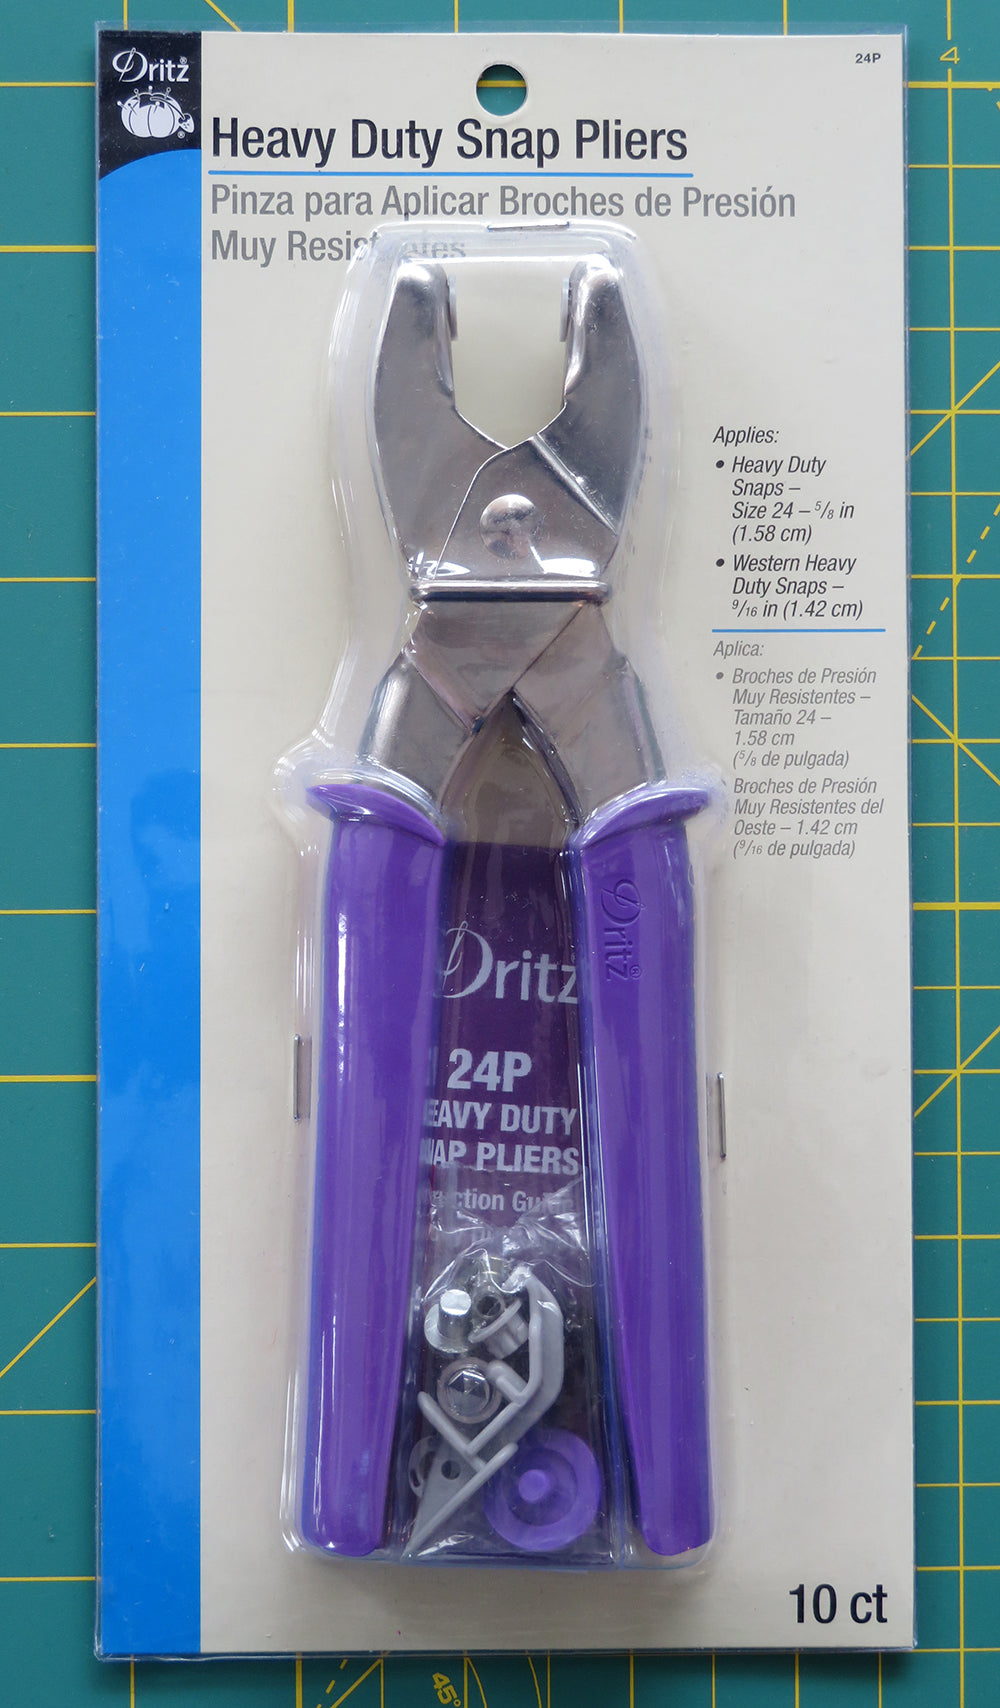 Dritz®
24P
4
Heavy Duty Snap Pliers
Pinza para Aplicar Broches de Presión
Muy Resistentes
Applies:
• Heavy Duty
Snaps –
Size 24 – 5/8 in
(1.58 cm)
• Western Heavy
Duty Snaps –
9/16 in (1.42 cm)
Aplica:
• Broches de Presión
Muy Resistentes –
Tamaño 24 –
1.58 cm
(5/8 de pulgada)
Broches de Presión
Muy Resistentes del
Oeste – 1.42 cm
(9/16 de pulgada)
Dritz®
Dritz
24P
EAVY DUTY
NAP PLIERS
uction Guide
10 ct
45°